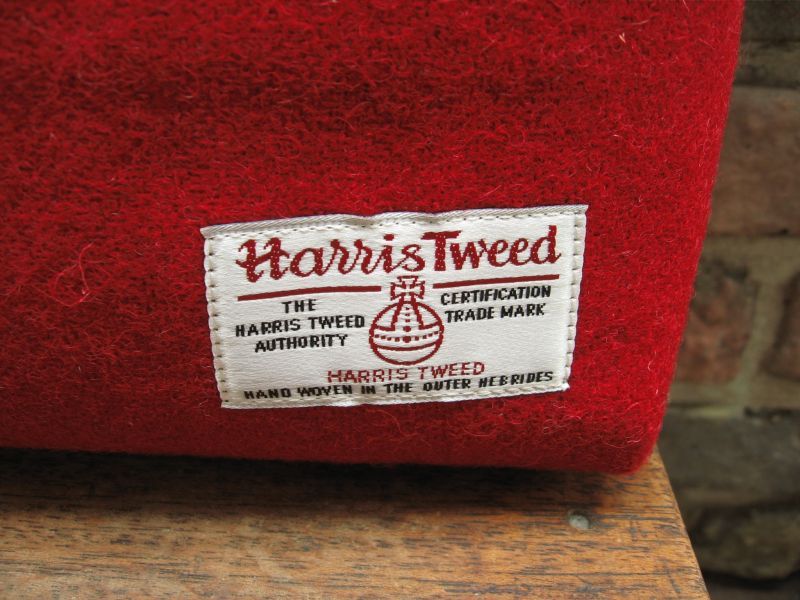 Harris Tweed
THE
HARRIS TWEED
AUTHORITY
CERTIFICATION
TRADE MARK
HARRIS TWEED
HAND WOVEN IN THE OUTER HEBRIDES